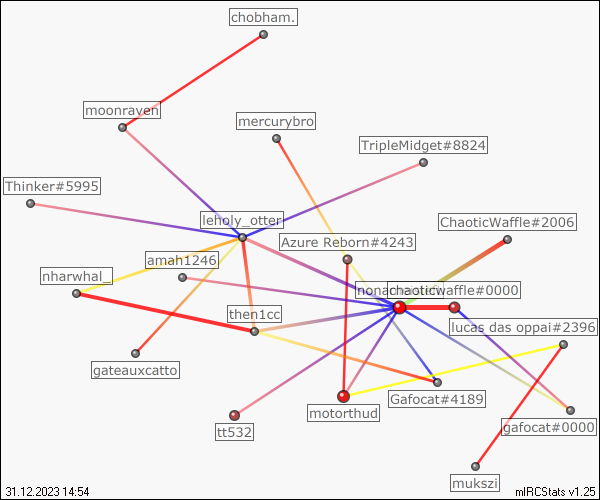 chobham.
moonraven
mercurybro
TripleMidget#8824
Thinker#5995
leholy_otter
ChaoticWaffle#2006
Azure Reborn#4243
amah1246
nharwhal_
chaoticwaffle#0000
then1cc
lucas das oppai#2396
gateauxcatto
Gafocat#4189
motorthud
gafocat#0000
tt532
mukszi
31.12.2023 14:54
mIRCStats v1.25